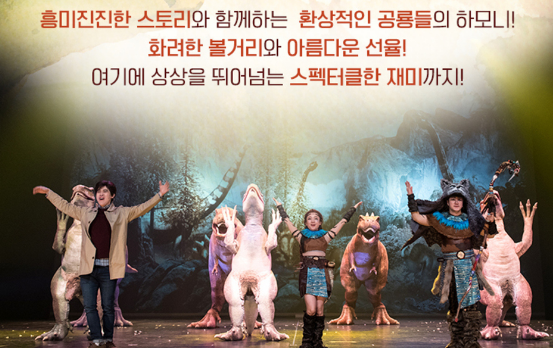 흥미진진한 스토리와 함께하는 환상적인 공룡들의 하모니!
화려한 볼거리와 아름다운 선율!
여기에 상상을 뛰어넘는 스펙터클한 재미까지!